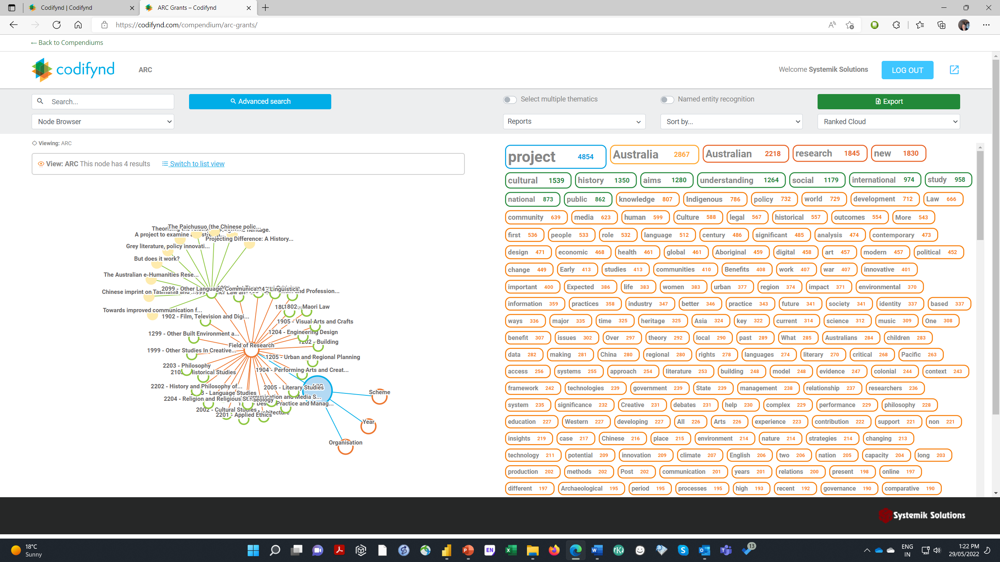 Codifynd | Codifynd
ARC Grants – Codifynd
https://codifynd.com/compendium/arc-grants/
← Back to Compendiums
codifynd
ARC
Welcome Systemik Solutions
LOG OUT
Search...
Advanced search
Select multiple thematics
Named entity recognition
Export
Node Browser
Reports
Sort by...
Ranked Cloud
Viewing: ARC
View: ARC This node has 4 results
Switch to list view
The Paichusuo (the Chinese polic...
A project to examine
Projecting Difference: A History...
Grey literature, policy innovati...
But does it work?
The Australian e-Humanities Rese...
2099 - Other Language, Communica
Linguistics
and Profession...
Chinese imprint on Tasmania and
1802 - Maori Law
Towards improved communication f...
1902 - Film, Television and Digi...
1905 - Visual Arts and Crafts
1299 - Other Built Environment a...
1204 - Engineering Design
1202 - Building
Field of Research
1999 - Other Studies In Creative...
1205 - Urban and Regional Planning
2203 - Philosophy
1904 - Performing Arts and Creat...
Historical Studies
2202 - History and Philosophy of...
2005 - Literary Studies
Scheme
- Language Studies
2204 - Religion and Religious
Practice and Manag...
2002 - Cultural Studies
2201 - Applied Ethics
Year
Organisation
project 4854 Australia 2867 Australian 2218 research 1845 new 1830
cultural 1539 history 1350 aims 1280 understanding 1264 social 1179 international 974 study 958
national 873 public 862 knowledge 807 Indigenous 786 policy 732 world 729 development 712 Law 666
community 639 media 623 human 599 Culture 588 legal 567 historical 557 outcomes 554 More 543
first 536 people 533 role 532 language 512 century 486 significant 485 analysis 474 contemporary 473
design 471 economic 468 health 461 global 461 Aboriginal 459 digital 458 art 457 modern 457 political 452
change 449 Early 413 studies 413 communities 410 Benefits 408 work 407 war 407 innovative 401
important 400 Expected 386 life 383 women 383 urban 377 region 374 impact 371 environmental 370
information 359 practices 358 industry 347 better 346 practice 343 future 341 society 341 identity 337 based 337
ways 336 major 335 time 325 heritage 325 Asia 324 key 322 current 314 science 312 music 309 One 308
benefit 307 issues 302 Over 297 theory 292 local 290 past 289 What 285 Australians 284 children 283
data 282 making 281 China 280 regional 280 rights 278 languages 274 literary 270 critical 268 Pacific 263
access 256 systems 255 approach 254 literature 253 building 248 model 248 evidence 247 colonial 244 context 243
framework 242 technologies 239 government 239 State 239 management 238 relationship 237 researchers 236
system 235 significance 232 Creative 231 debates 231 help 230 complex 229 performance 229 philosophy 228
education 227 Western 227 developing 227 All 226 Arts 226 experience 223 contribution 222 support 221 non 221
insights 219 case 217 Chinese 216 place 215 environment 214 nature 214 strategies 214 changing 213
technology 211 potential 209 innovation 209 climate 207 English 206 two 206 nation 205 capacity 204 long 203
production 202 methods 202 Post 202 communication 201 years 201 relations 200 present 198 online 197
different 197 Archaeological 195 period 195 processes 195 high 193 recent 192 governance 190 comparative 190
Systemik Solutions
18°C
Sunny
EN
13
ENG
IN
1:22 PM
29/05/2022